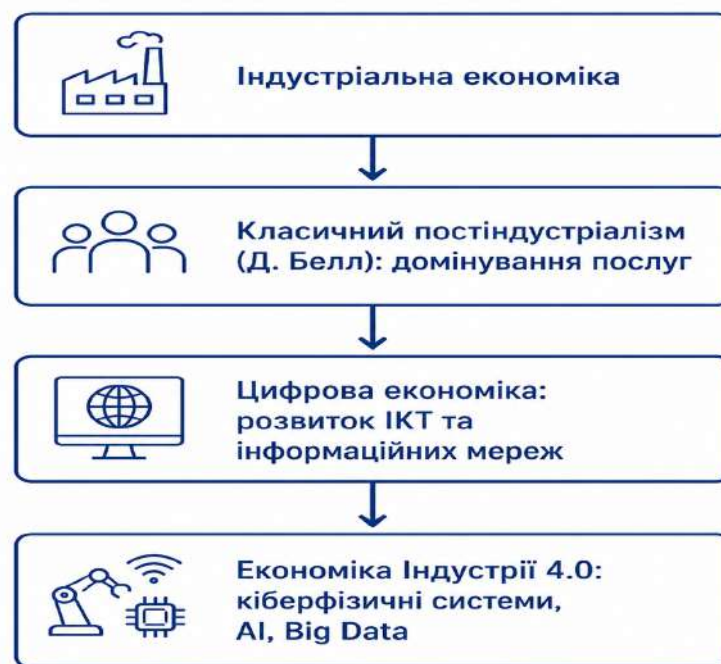 Індустріальна економіка
Класичний постіндустріалізм
(Д. Белл): домінування послуг
Цифрова економіка:
розвиток ІКТ та
інформаційних мереж
Економіка Індустрії 4.0:
кіберфізичні системи,
AI, Big Data